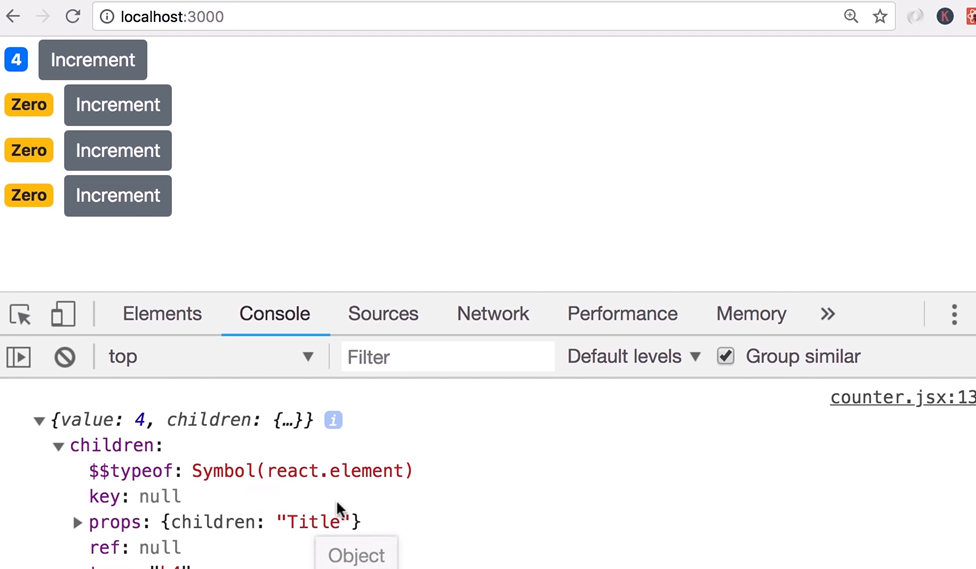 localhost:3000 K
4 Increment
Zero Increment
Zero Increment
Zero Increment
Elements Console Sources Network Performance Memory »
top ▼ Filter Default levels ▼ Group similar
counter.jsx:13
▼{value: 4, children: {…}} i
▼children:
$$typeof: Symbol(react.element)
key: null
▶props: {children: "Title"}
ref: null
Object